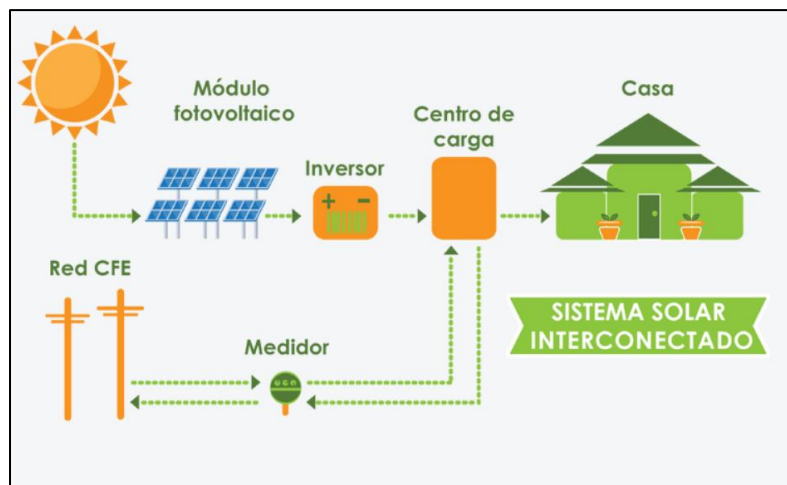 Módulo
fotovoltaico
Inversor
+ -
Centro de
carga
Casa
Red CFE
Medidor
SISTEMA SOLAR
INTERCONECTADO